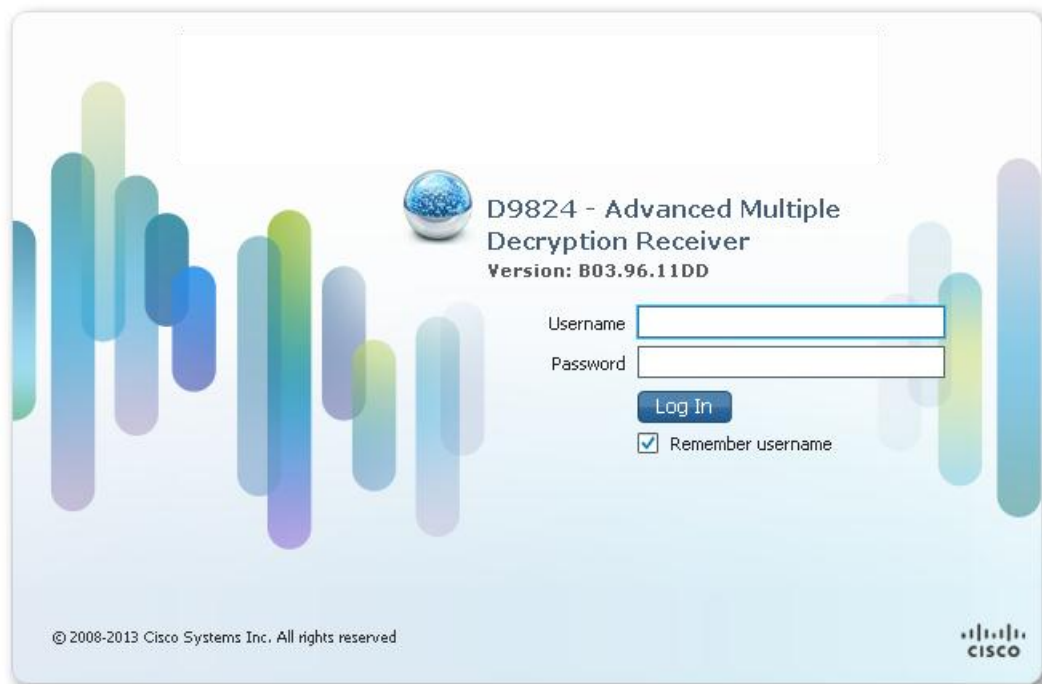 D9824 - Advanced Multiple
Decryption Receiver
Version: B03.96.11DD
Username
Password
Log In
Remember username
© 2008-2013 Cisco Systems Inc. All rights reserved
CISCO